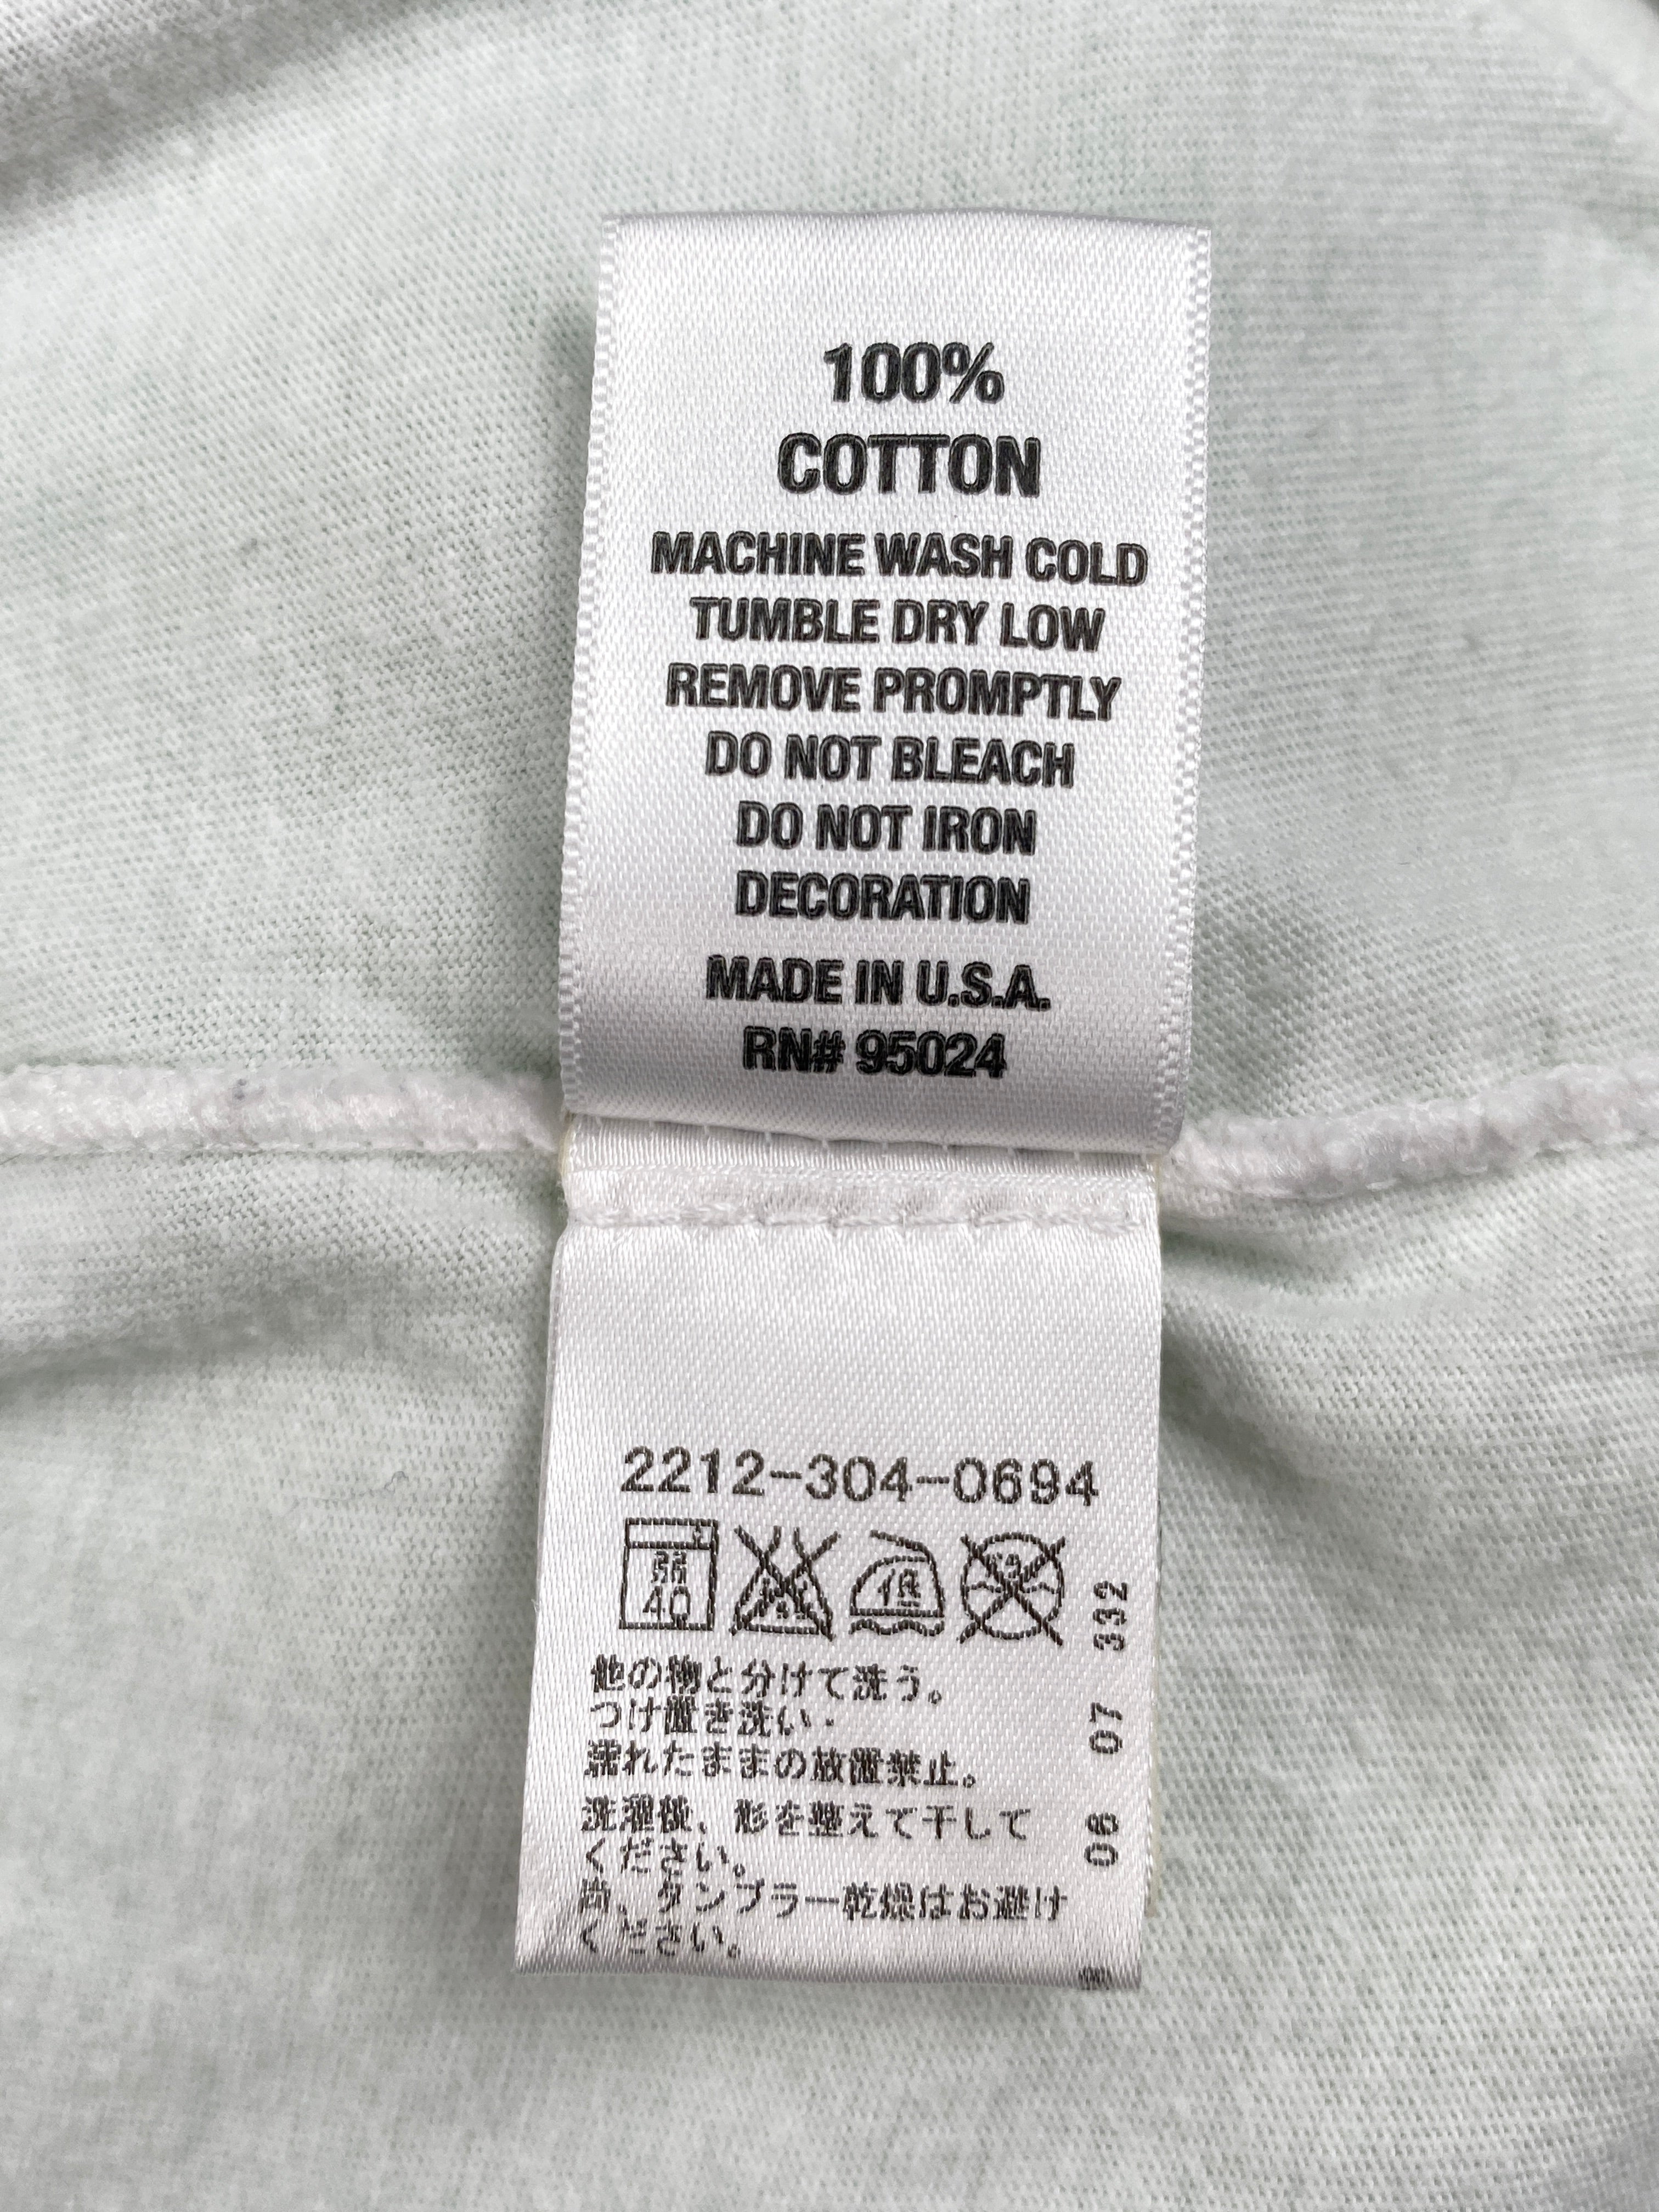 100%
COTTON
MACHINE WASH COLD
TUMBLE DRY LOW
REMOVE PROMPTLY
DO NOT BLEACH
DO NOT IRON
DECORATION
MADE IN U.S.A.
RN# 95024
2212-304-0694
弱
40
低
他の物と分けて洗う。
つけ置き洗い・
濡れたままの放置禁止。
洗濯後、形を整えて干して
ください。
尚、タンブラー乾燥はお避け
ください。
08 07 332